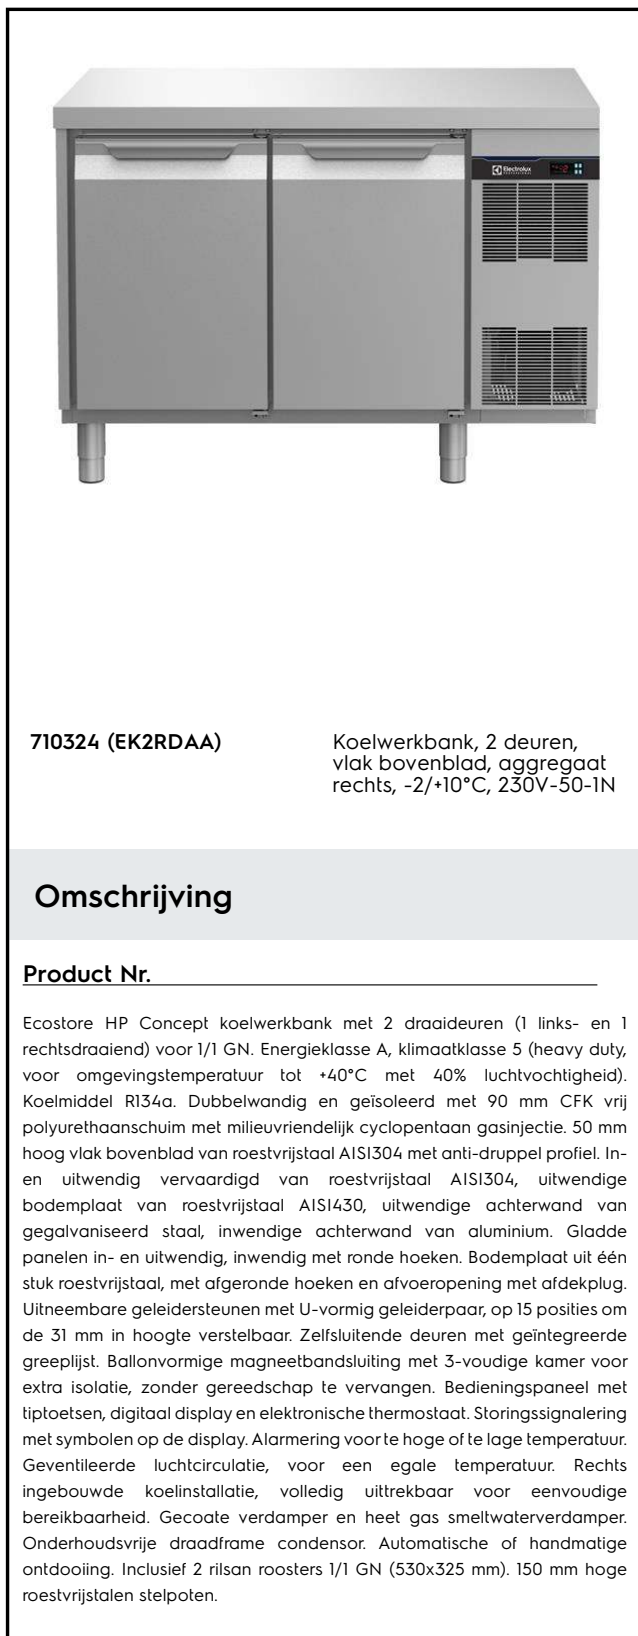 Electrolux
PROFESSIONAL
710324 (EK2RDAA)
Koelwerkbank, 2 deuren,
vlak bovenblad, aggregaat
rechts, -2/+10°C, 230V-50-1N
Omschrijving
Product Nr.
Ecostore HP Concept koelwerkbank met 2 draaideuren (1 links- en 1
rechtsdraaiend) voor 1/1 GN. Energieklasse A, klimaatklasse 5 (heavy duty,
voor omgevingstemperatuur tot +40°C met 40% luchtvochtigheid).
Koelmiddel R134a. Dubbelwandig en geïsoleerd met 90 mm CFK vrij
polyurethaanschuim met milieuvriendelijk cyclopentaan gasinjectie. 50 mm
hoog vlak bovenblad van roestvrijstaal AISI304 met anti-druppel profiel. In-
en uitwendig vervaardigd van roestvrijstaal AISI304, uitwendige
bodemplaat van roestvrijstaal AISI430, uitwendige achterwand van
gegalvaniseerd staal, inwendige achterwand van aluminium. Gladde
panelen in- en uitwendig, inwendig met ronde hoeken. Bodemplaat uit één
stuk roestvrijstaal, met afgeronde hoeken en afvoeropening met afdekplug.
Uitneembare geleidersteunen met U-vormig geleiderpaar, op 15 posities om
de 31 mm in hoogte verstelbaar. Zelfsluitende deuren met geïntegreerde
greeplijst. Ballonvormige magneetbandsluiting met 3-voudige kamer voor
extra isolatie, zonder gereedschap te vervangen. Bedieningspaneel met
tiptoetsen, digitaal display en elektronische thermostaat. Storingssignalering
met symbolen op de display. Alarmering voor te hoge of te lage temperatuur.
Geventileerde luchtcirculatie, voor een egale temperatuur. Rechts
ingebouwde koelinstallatie, volledig uittrekbaar voor eenvoudige
bereikbaarheid. Gecoate verdamper en heet gas smeltwaterverdamper.
Onderhoudsvrije draadframe condensor. Automatische of handmatige
ontdooiing. Inclusief 2 rilsan roosters 1/1 GN (530x325 mm). 150 mm hoge
roestvrijstalen stelpoten.